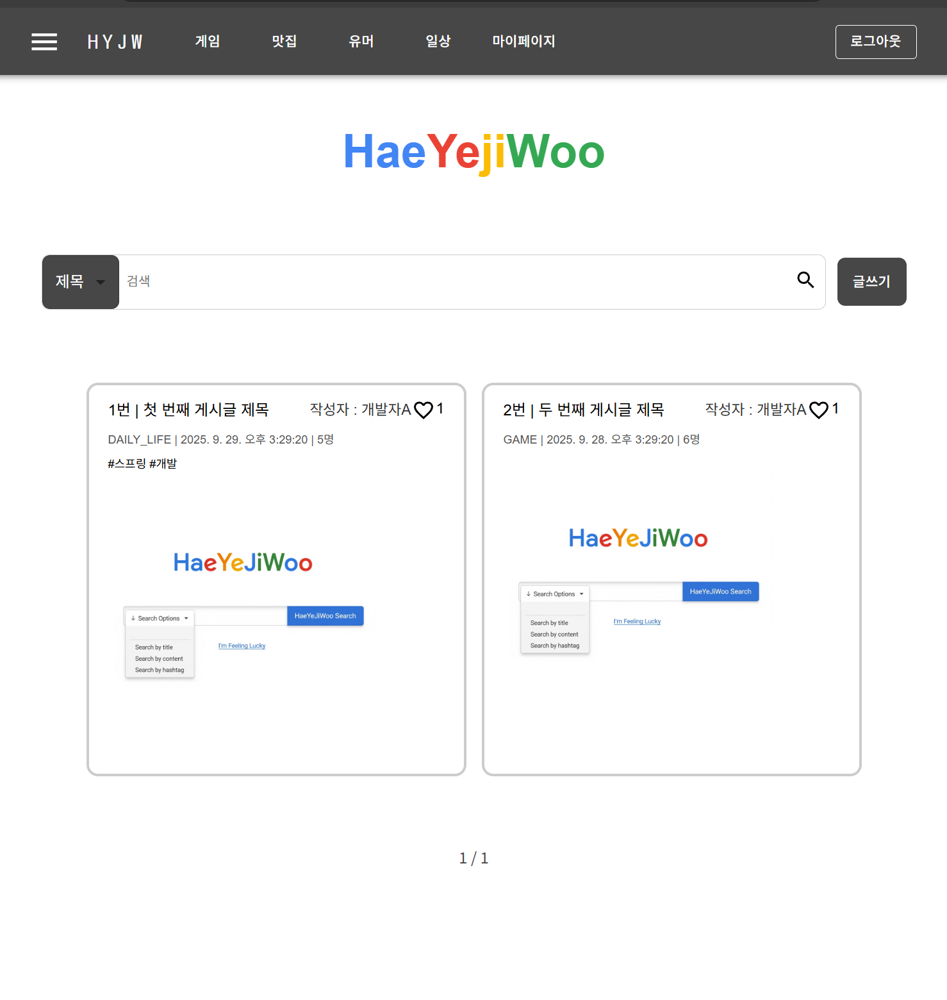 HYJW 게임 맛집 유머 일상 마이페이지 로그아웃
HaeYejiWoo
제목 검색 글쓰기
1번 | 첫 번째 게시글 제목 작성자 : 개발자A 1
DAILY_LIFE | 2025. 9. 29. 오후 3:29:20 | 5명
#스프링 #개발
HaeYeJiWoo
↓ Search Options HaeYeJiWoo Search
I'm Feeling Lucky
Search by title
Search by content
Search by hashtag
2번 | 두 번째 게시글 제목 작성자 : 개발자A 1
GAME | 2025. 9. 28. 오후 3:29:20 | 6명
HaeYeJiWoo
↓ Search Options HaeYeJiWoo Search
I'm Feeling Lucky
Search by title
Search by content
Search by hashtag
1 / 1